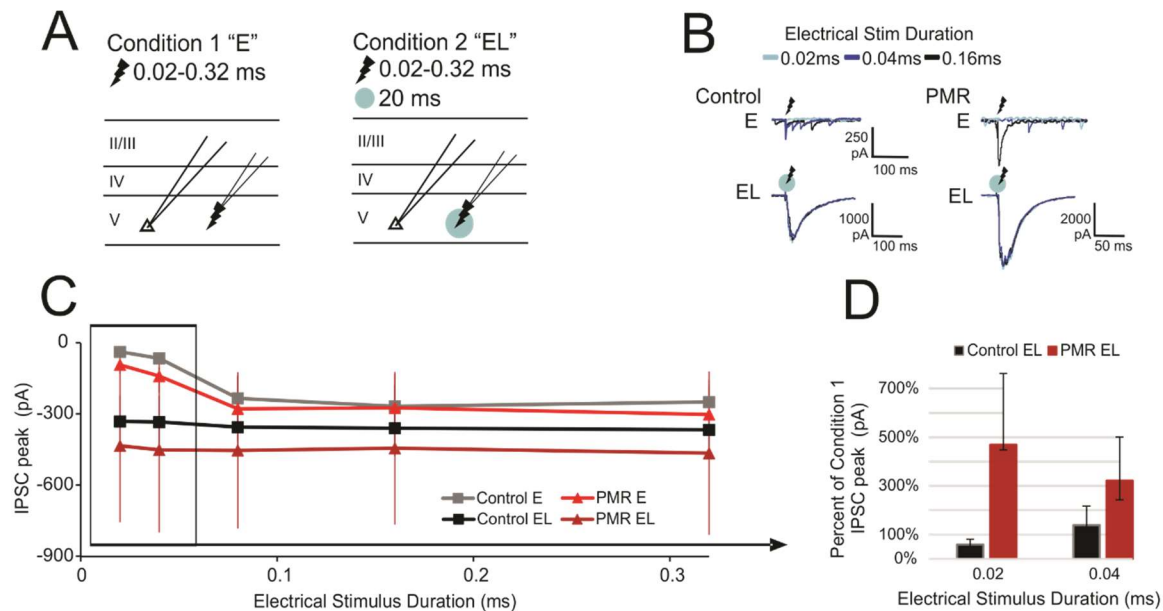 A
Condition 1 “E”
0.02-0.32 ms
II/III
IV
V
Condition 2 “EL”
0.02-0.32 ms
20 ms
II/III
IV
V
B
Electrical Stim Duration
0.02ms 0.04ms 0.16ms
Control
E
250
pA
100 ms
EL
1000
pA
100 ms
PMR
E
EL
2000
pA
50 ms
C
IPSC peak (pA)
0
-300
-600
-900
Control E PMR E
Control EL PMR EL
0 0.1 0.2 0.3
Electrical Stimulus Duration (ms)
D
Control EL PMR EL
Percent of Condition 1
IPSC peak (pA)
700%
500%
300%
100%
0%
0.02 0.04
Electrical Stimulus Duration (ms)